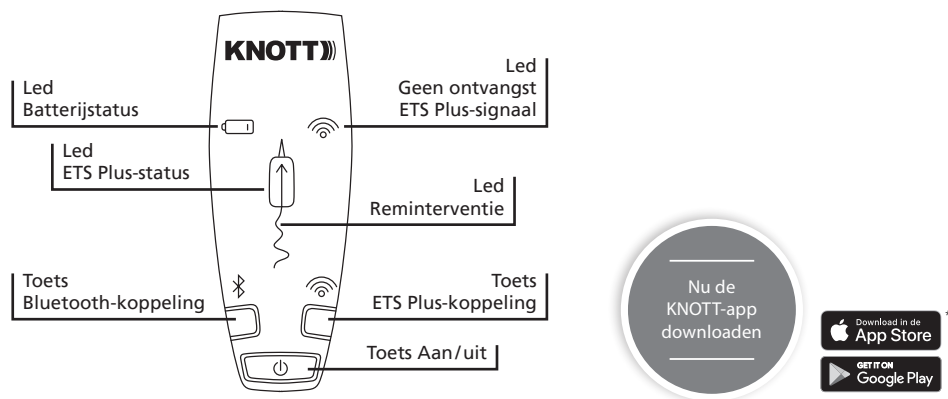 KNOTT
Led
Batterijstatus
Led
Geen ontvangst
ETS Plus-signaal
Led
ETS Plus-status
Led
Reminterventie
Toets
Bluetooth-koppeling
Toets
ETS Plus-koppeling
Toets Aan/uit
Nu de
KNOTT-app
downloaden
Download in de
App Store
*
GET IT ON
Google Play